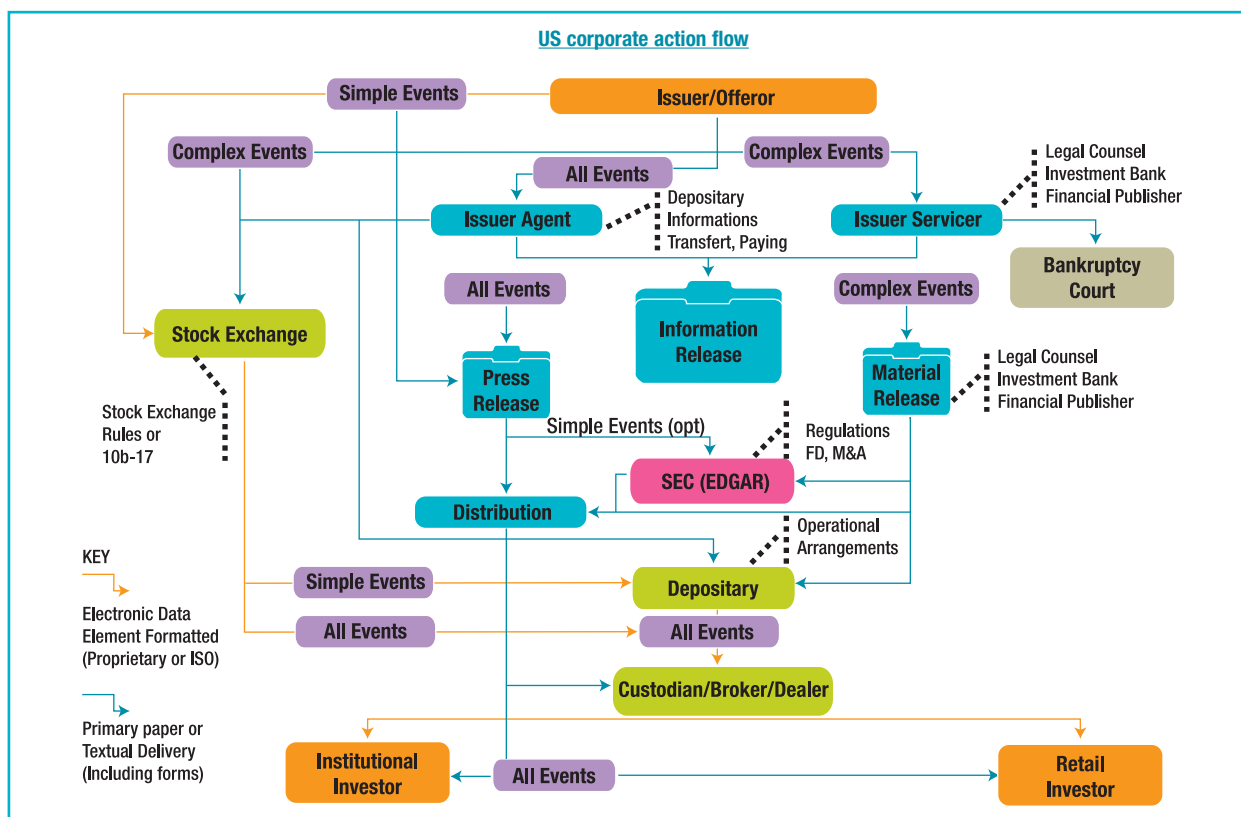 US corporate action flow
Simple Events
Issuer/Offeror
Complex Events
Complex Events
All Events
Legal Counsel
Investment Bank
Financial Publisher
Issuer Agent
Depositary
Informations
Transfert, Paying
Issuer Servicer
Bankruptcy
Court
All Events
Complex Events
Stock Exchange
Information
Release
Press
Release
Material
Release
Legal Counsel
Investment Bank
Financial Publisher
Stock Exchange
Rules or
10b-17
Simple Events (opt)
Regulations
FD, M&A
SEC (EDGAR)
Distribution
Operational
Arrangements
KEY
Electronic Data
Element Formatted
(Proprietary or ISO)
Simple Events
Depositary
All Events
All Events
Custodian/Broker/Dealer
Primary paper or
Textual Delivery
(Including forms)
Institutional
Investor
All Events
Retail
Investor